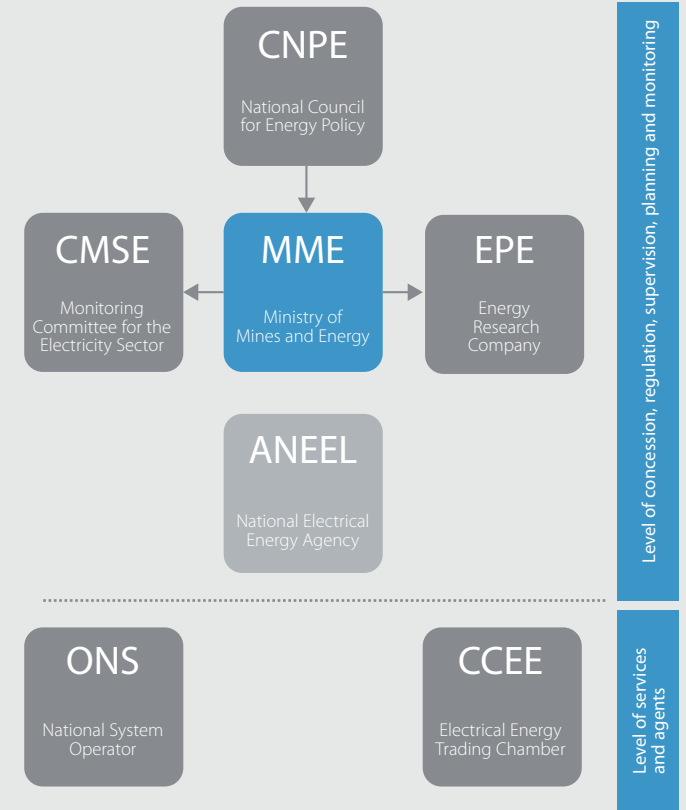 CNPE
National Council
for Energy Policy
CMSE
Monitoring
Committee for the
Electricity Sector
MME
Ministry of
Mines and Energy
EPE
Energy
Research
Company
ANEEL
National Electrical
Energy Agency
Level of concession, regulation, supervision, planning and monitoring
ONS
National System
Operator
CCEE
Electrical Energy
Trading Chamber
Level of services
and agents